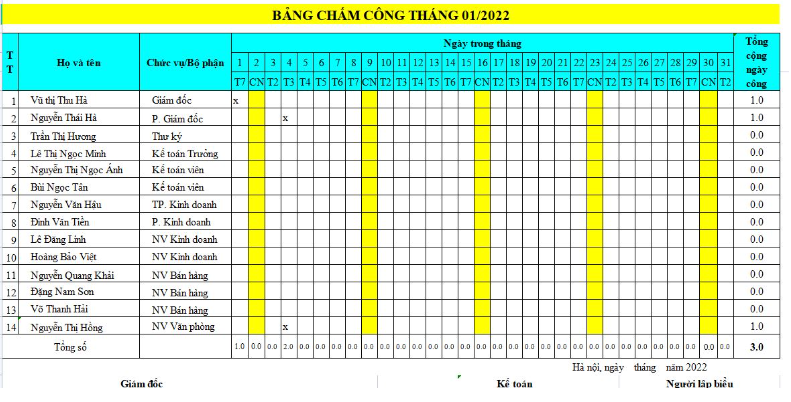 BẢNG CHẤM CÔNG THÁNG 01/2022
T T Họ và tên Chức vụ/Bộ phận Ngày trong tháng Tổng cộng ngày công
1 2 3 4 5 6 7 8 9 10 11 12 13 14 15 16 17 18 19 20 21 22 23 24 25 26 27 28 29 30 31
T7 CN T2 T3 T4 T5 T6 T7 CN T2 T3 T4 T5 T6 T7 CN T2 T3 T4 T5 T6 T7 CN T2 T3 T4 T5 T6 T7 CN T2
1 Vũ thị Thu Hà Giám đốc x 1.0
2 Nguyễn Thái Hà P. Giám đốc x 1.0
3 Trần Thị Hương Thư ký 0.0
4 Lê Thị Ngọc Minh Kế toán Trưởng 0.0
5 Nguyễn Thị Ngọc Ánh Kế toán viên 0.0
6 Bùi Ngọc Tân Kế toán viên 0.0
7 Nguyễn Văn Hậu TP. Kinh doanh 0.0
8 Đinh Văn Tiền P. Kinh doanh 0.0
9 Lê Đăng Linh NV Kinh doanh 0.0
10 Hoàng Bảo Việt NV Kinh doanh 0.0
11 Nguyễn Quang Khải NV Bán hàng 0.0
12 Đặng Nam Sơn NV Bán hàng 0.0
13 Võ Thanh Hải NV Bán hàng 0.0
14 Nguyễn Thị Hồng NV Văn phòng x 1.0
Tổng số 1.0 0.0 0.0 2.0 0.0 0.0 0.0 0.0 0.0 0.0 0.0 0.0 0.0 0.0 0.0 0.0 0.0 0.0 0.0 0.0 0.0 0.0 0.0 0.0 0.0 0.0 0.0 0.0 0.0 0.0 0.0 3.0
Hà nội, ngày tháng năm 2022
Giám đốc Kế toán Người lập biểu